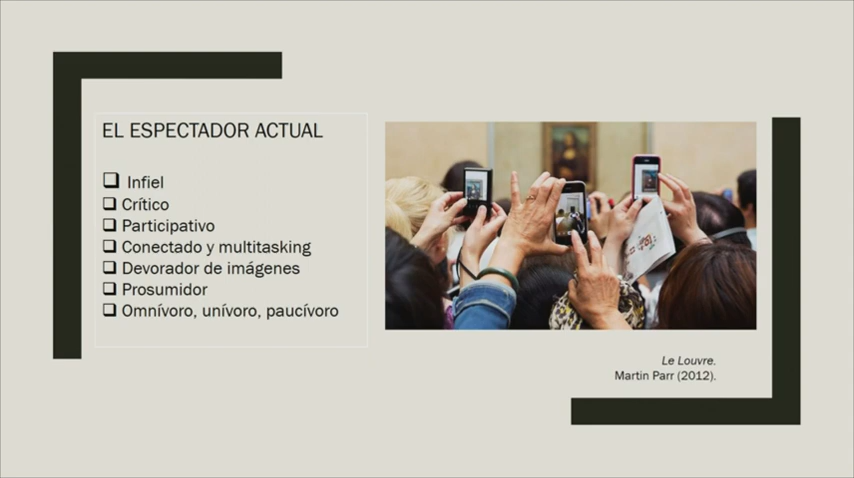 EL ESPECTADOR ACTUAL
Infiel
Crítico
Participativo
Conectado y multitasking
Devorador de imágenes
Prosumidor
Omnívoro, unívoro, paucívoro
Le Louvre.
Martin Parr (2012).